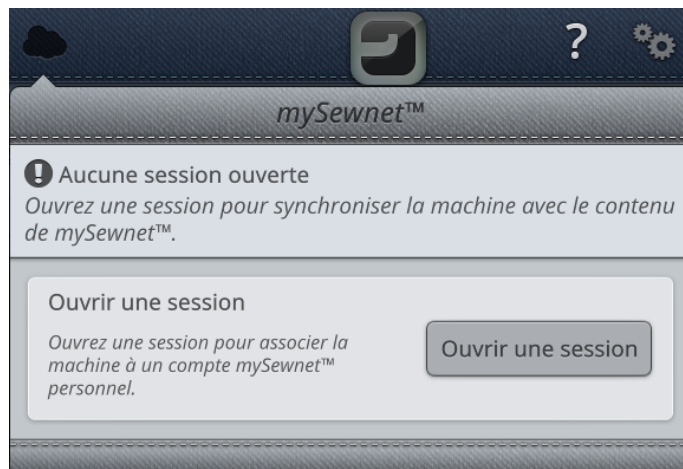 ?
mySewnet™
! Aucune session ouverte
Ouvrez une session pour synchroniser la machine avec le contenu
de mySewnet™.
Ouvrir une session
Ouvrez une session pour associer la
machine à un compte mySewnet™
personnel.
Ouvrir une session